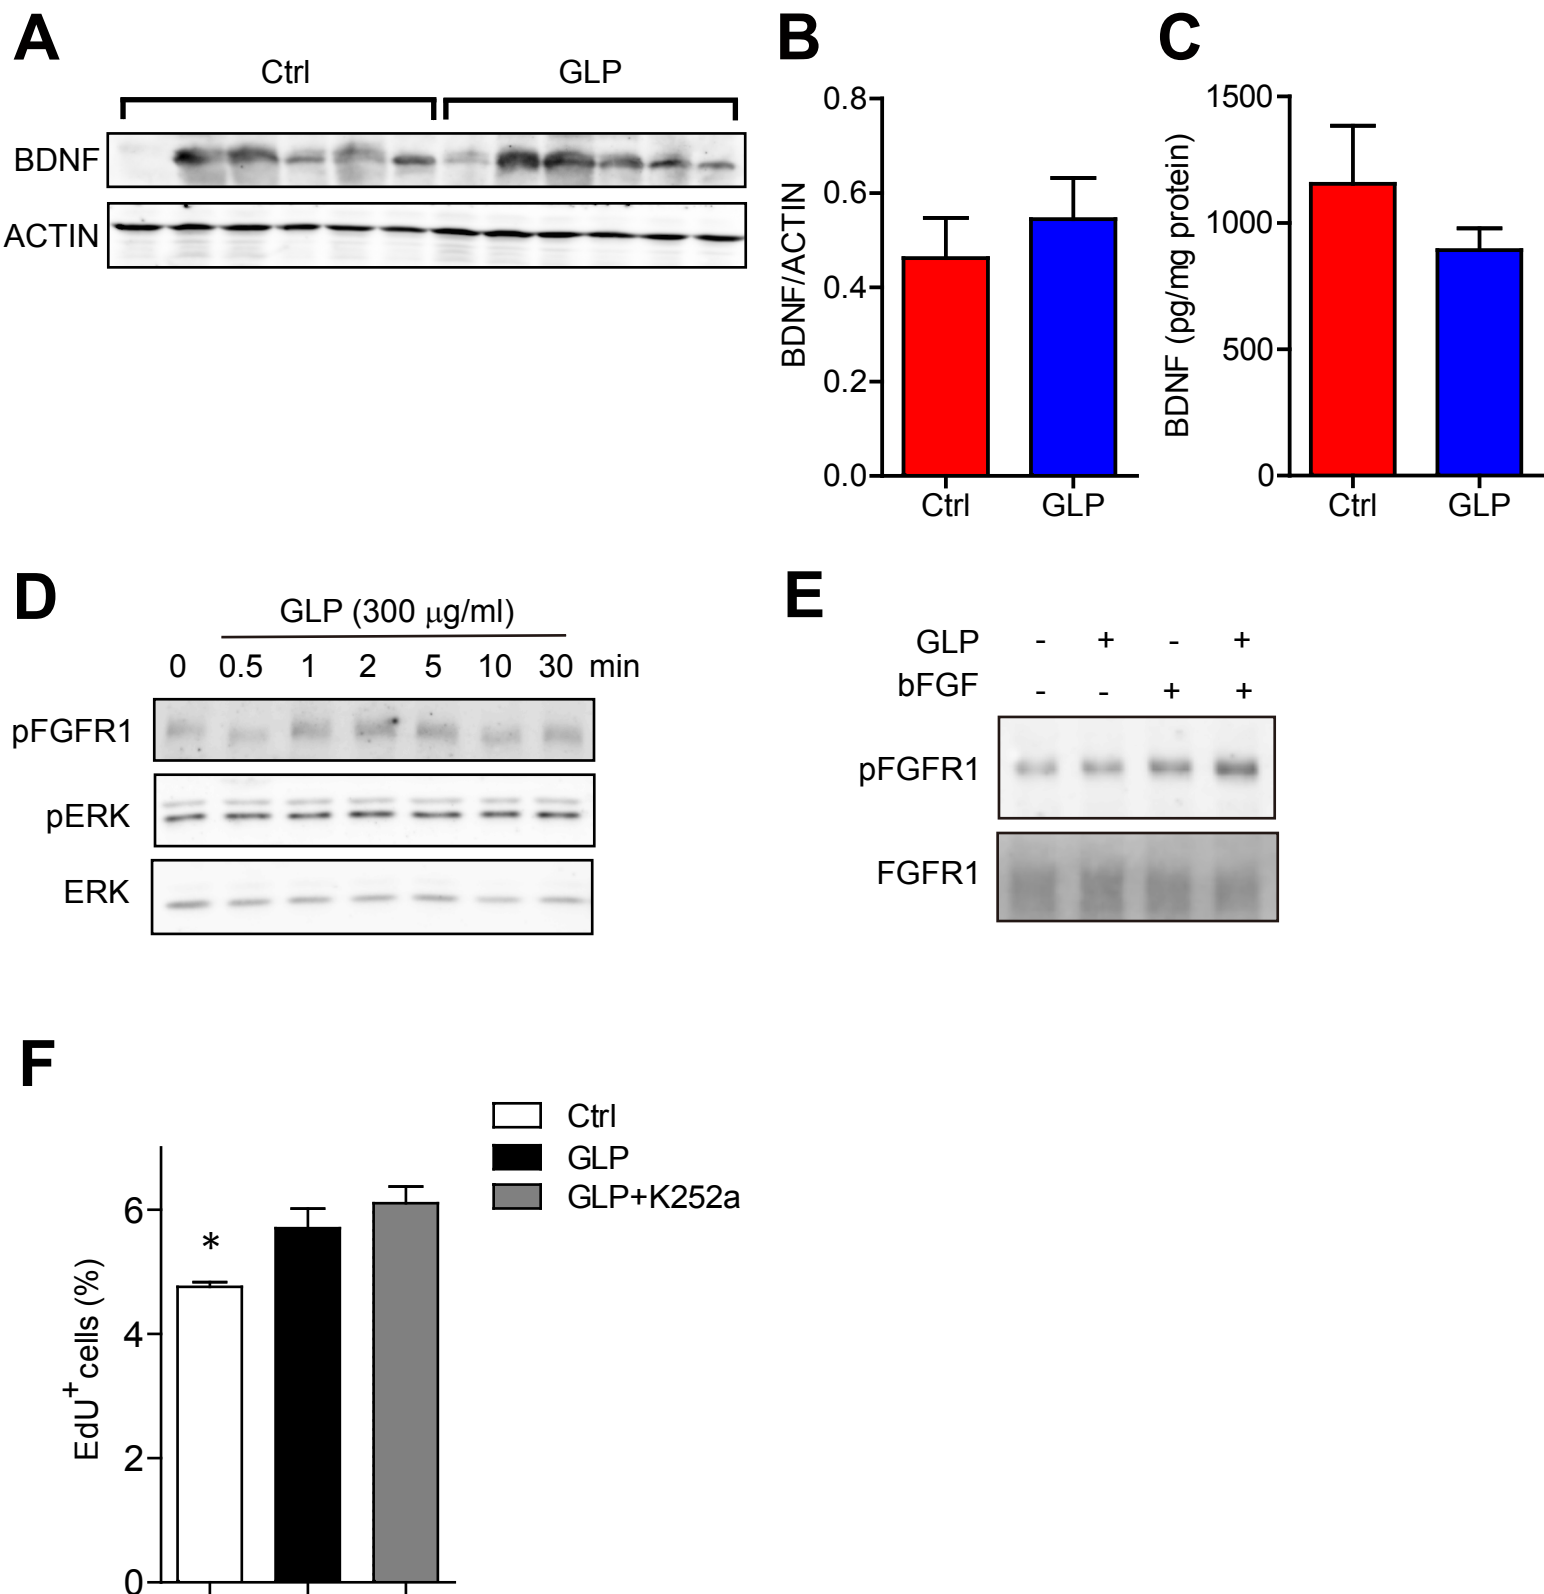 A
Ctrl GLP
BDNF
ACTIN
B
BDNF/ACTIN
0.8
0.6
0.4
0.2
0.0
Ctrl GLP
C
BDNF (pg/mg protein)
1500
1000
500
0
Ctrl GLP
D
GLP (300 μg/ml)
0 0.5 1 2 5 10 30 min
pFGFR1
pERK
ERK
E
GLP - + - +
bFGF - - + +
pFGFR1
FGFR1
F
Ctrl
GLP
GLP+K252a
EdU+ cells (%)
6
4
2
0
*